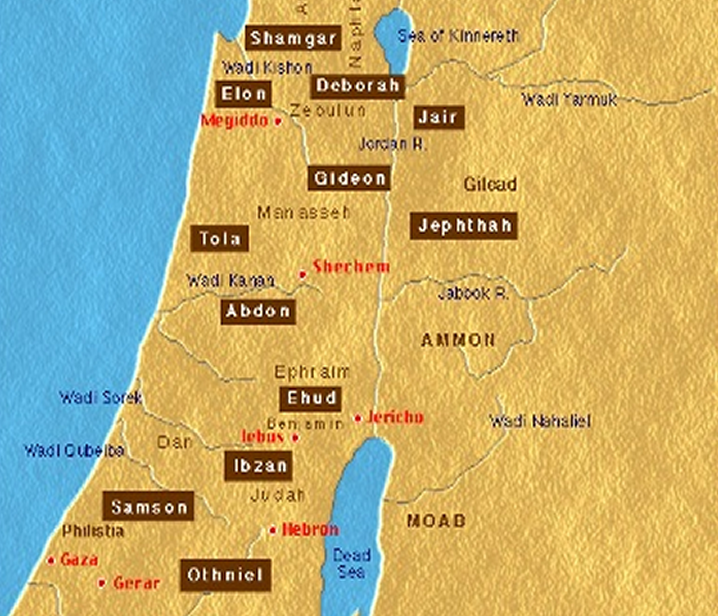 Naphta
Shamgar
Sea of Kinnereth
Wadi Kishon
Deborah
Elon
Zebulun
Wadi Yarmuk
Megiddo
Jair
Jordan R.
Gideon
Gilead
Manasseh
Jephthah
Tola
Shechem
Wadi Kanah
Jabbok R.
Abdon
AMMON
Ephraim
Wadi Sorek
Ehud
Jericho
Benjamin
Wadi Nahaliel
Iebus
Dan
Wadi Qubeiba
Ibzan
Judah
Samson
MOAB
Philistia
Hebron
Gaza
Dead
Sea
Othniel
Gerar